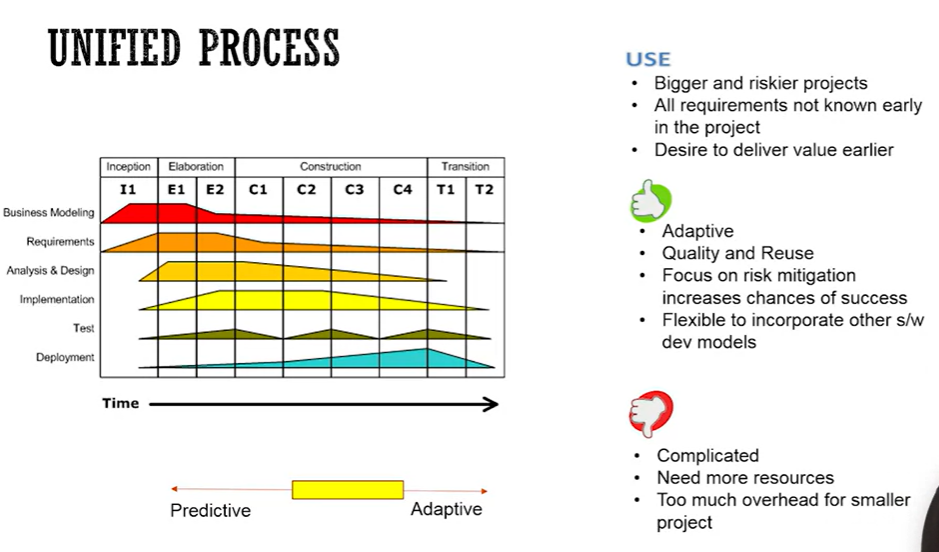 UNIFIED PROCESS
Inception Elaboration Construction Transition
I1 E1 E2 C1 C2 C3 C4 T1 T2
Business Modeling
Requirements
Analysis & Design
Implementation
Test
Deployment
Time
Predictive
Adaptive
USE
• Bigger and riskier projects
• All requirements not known early
in the project
• Desire to deliver value earlier
• Adaptive
• Quality and Reuse
• Focus on risk mitigation
increases chances of success
• Flexible to incorporate other s/w
dev models
• Complicated
• Need more resources
• Too much overhead for smaller
project